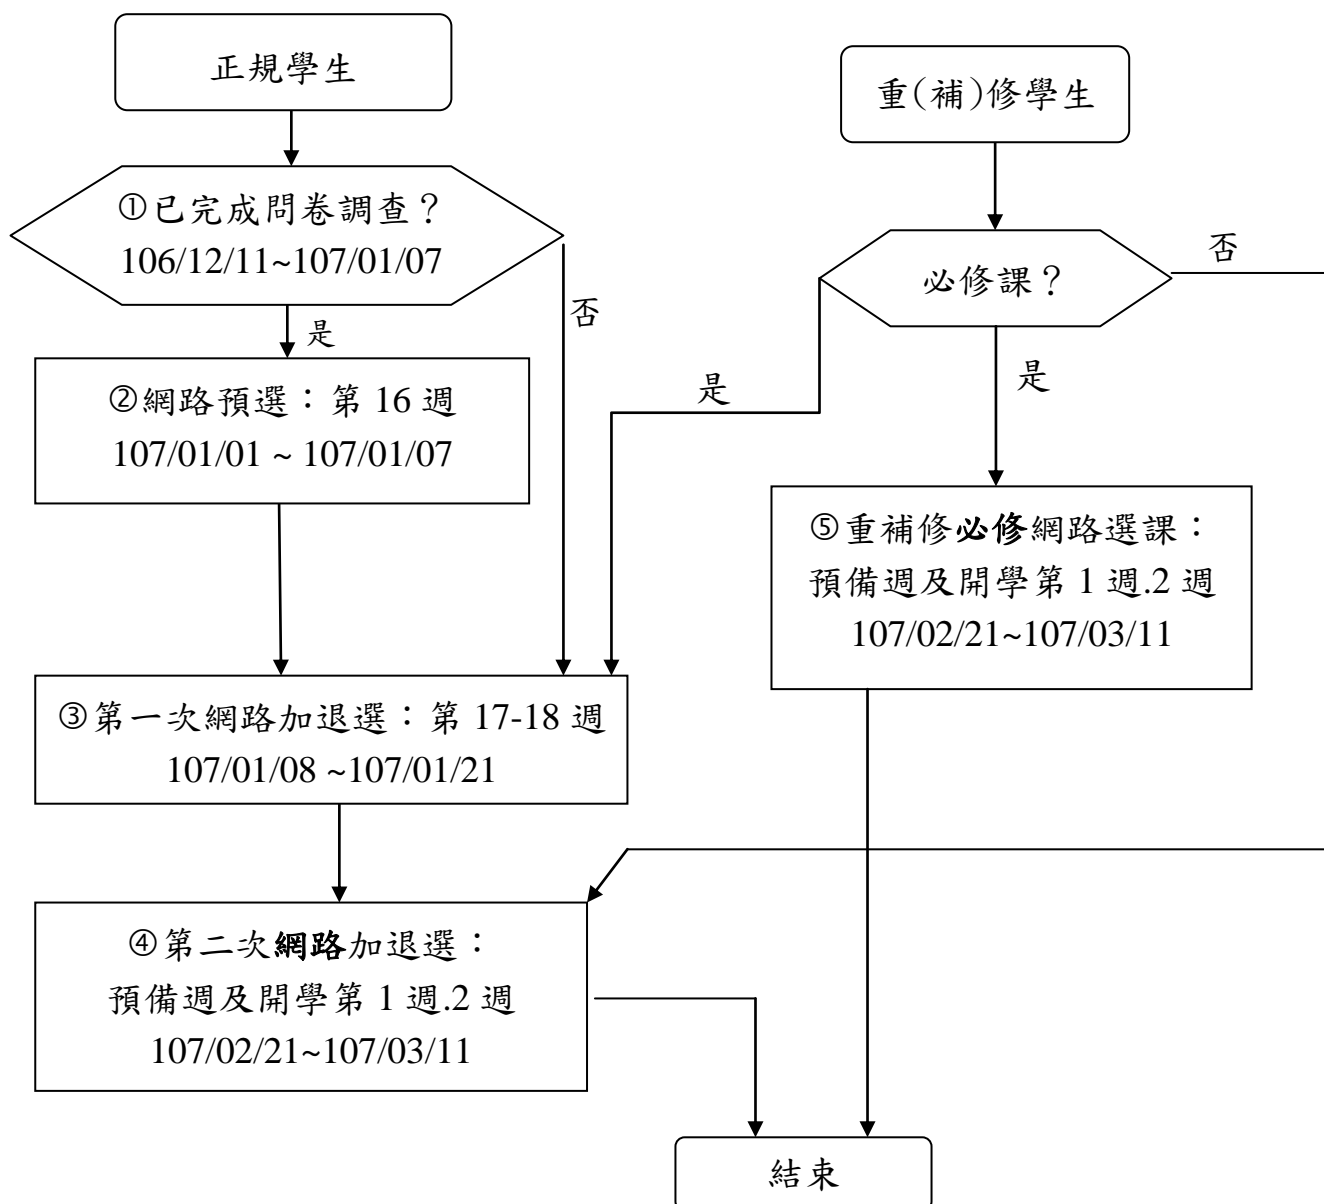 正規學生
①已完成問卷調查？
106/12/11~107/01/07
是
否
②網路預選：第 16 週
107/01/01 ~ 107/01/07
③第一次網路加退選：第 17-18 週
107/01/08 ~107/01/21
④第二次網路加退選：
預備週及開學第 1 週.2 週
107/02/21~107/03/11
重(補)修學生
必修課？
否
是
是
⑤重補修必修網路選課：
預備週及開學第 1 週.2 週
107/02/21~107/03/11
結束